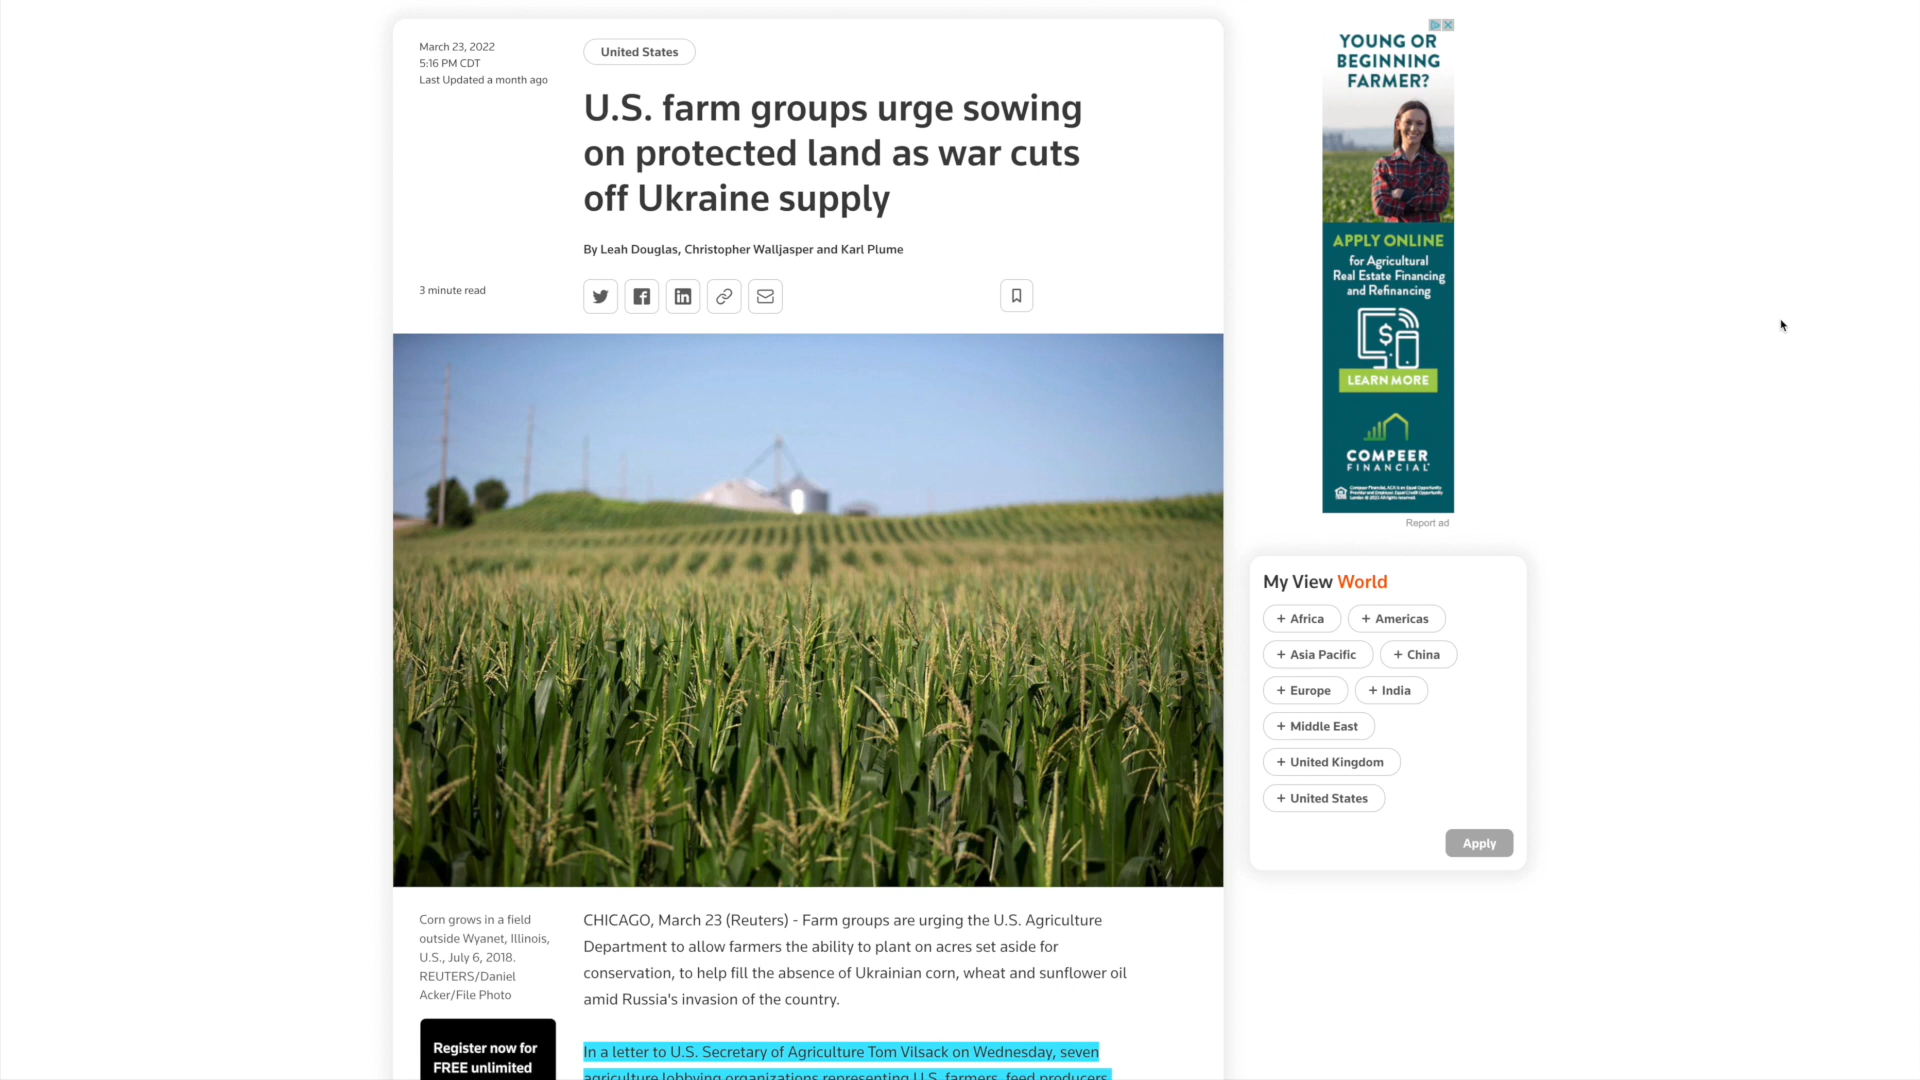 March 23, 2022
5:16 PM CDT
Last Updated a month ago
United States
U.S. farm groups urge sowing
on protected land as war cuts
off Ukraine supply
By Leah Douglas, Christopher Walljasper and Karl Plume
3 minute read
Corn grows in a field
outside Wyanet, Illinois,
U.S., July 6, 2018.
REUTERS/Daniel
Acker/File Photo
Register now for
FREE unlimited
CHICAGO, March 23 (Reuters) - Farm groups are urging the U.S. Agriculture
Department to allow farmers the ability to plant on acres set aside for
conservation, to help fill the absence of Ukrainian corn, wheat and sunflower oil
amid Russia's invasion of the country.
In a letter to U.S. Secretary of Agriculture Tom Vilsack on Wednesday, seven
agriculture lobbying organizations representing U.S. farmers, feed producers,
YOUNG OR
BEGINNING
FARMER?
APPLY ONLINE
for Agricultural
Real Estate Financing
and Refinancing
$
LEARN MORE
COMPEER
FINANCIAL
Report ad
My View World
+ Africa
+ Americas
+ Asia Pacific
+ China
+ Europe
+ India
+ Middle East
+ United Kingdom
+ United States
Apply